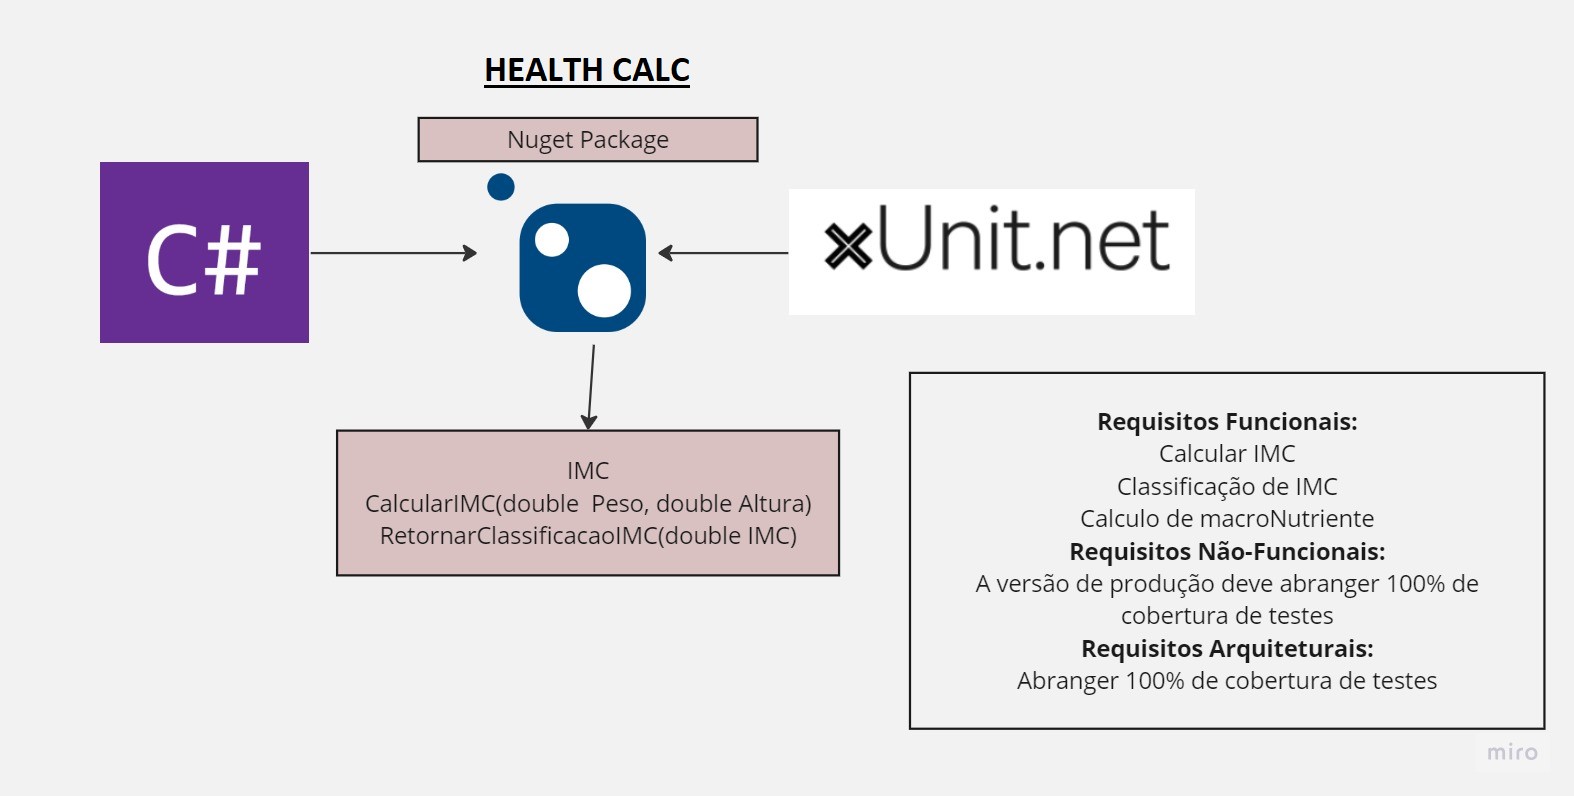 HEALTH CALC
Nuget Package
C#
xUnit.net
IMC
CalcularIMC(double  Peso, double Altura)
RetornarClassificacaoIMC(double IMC)
Requisitos Funcionais:
Calcular IMC
Classificação de IMC
Calculo de macroNutriente
Requisitos Não-Funcionais:
A versão de produção deve abranger 100% de
cobertura de testes
Requisitos Arquiteturais:
Abranger 100% de cobertura de testes
miro